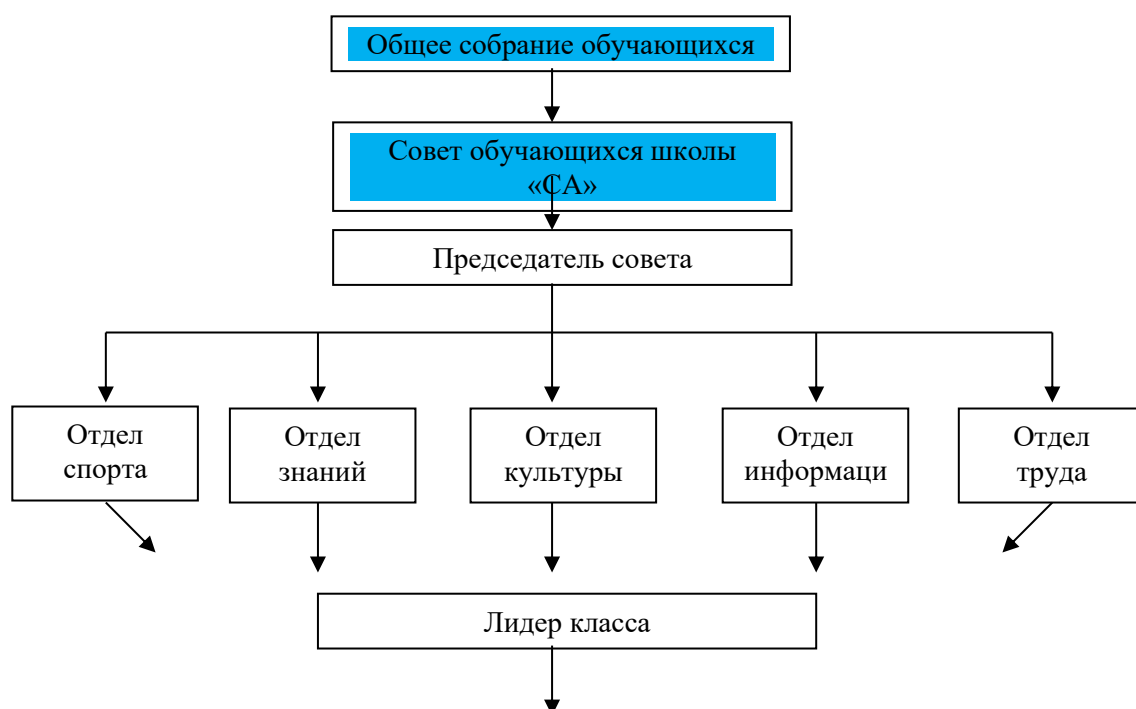 Общее собрание обучающихся
Совет обучающихся школы
«СА»
Председатель совета
Отдел
спорта
Отдел
знаний
Отдел
культуры
Отдел
информаци
Отдел
труда
Лидер класса